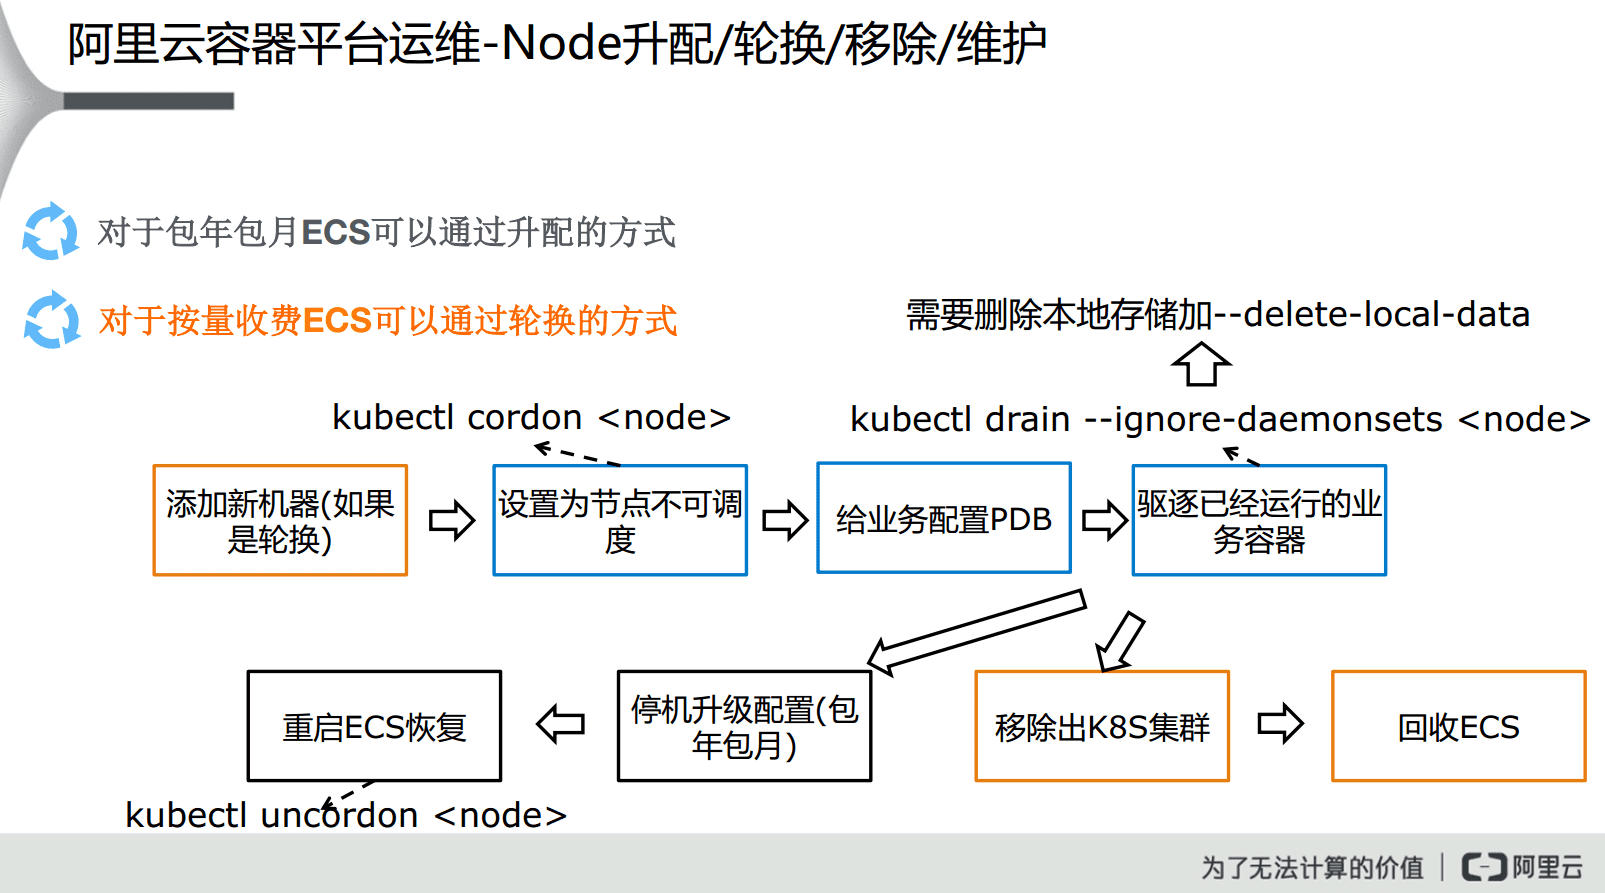 阿里云容器平台运维-Node升配/轮换/移除/维护
对于包年包月ECS可以通过升配的方式
对于按量收费ECS可以通过轮换的方式
需要删除本地存储加--delete-local-data
kubectl cordon <node>
kubectl drain --ignore-daemonsets <node>
添加新机器(如果
是轮换)
设置为节点不可调
度
给业务配置PDB
驱逐已经运行的业
务容器
重启ECS恢复
停机升级配置(包
年包月)
移除出K8S集群
回收ECS
kubectl uncordon <node>
为了无法计算的价值
阿里云